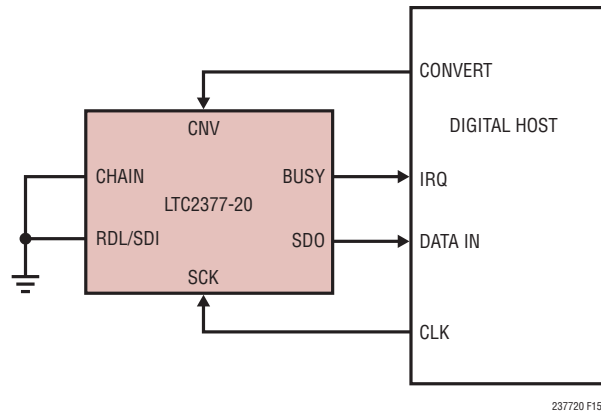 CONVERT
CNV
DIGITAL HOST
CHAIN
BUSY
IRQ
LTC2377-20
RDL/SDI
SDO
DATA IN
SCK
CLK
237720 F15